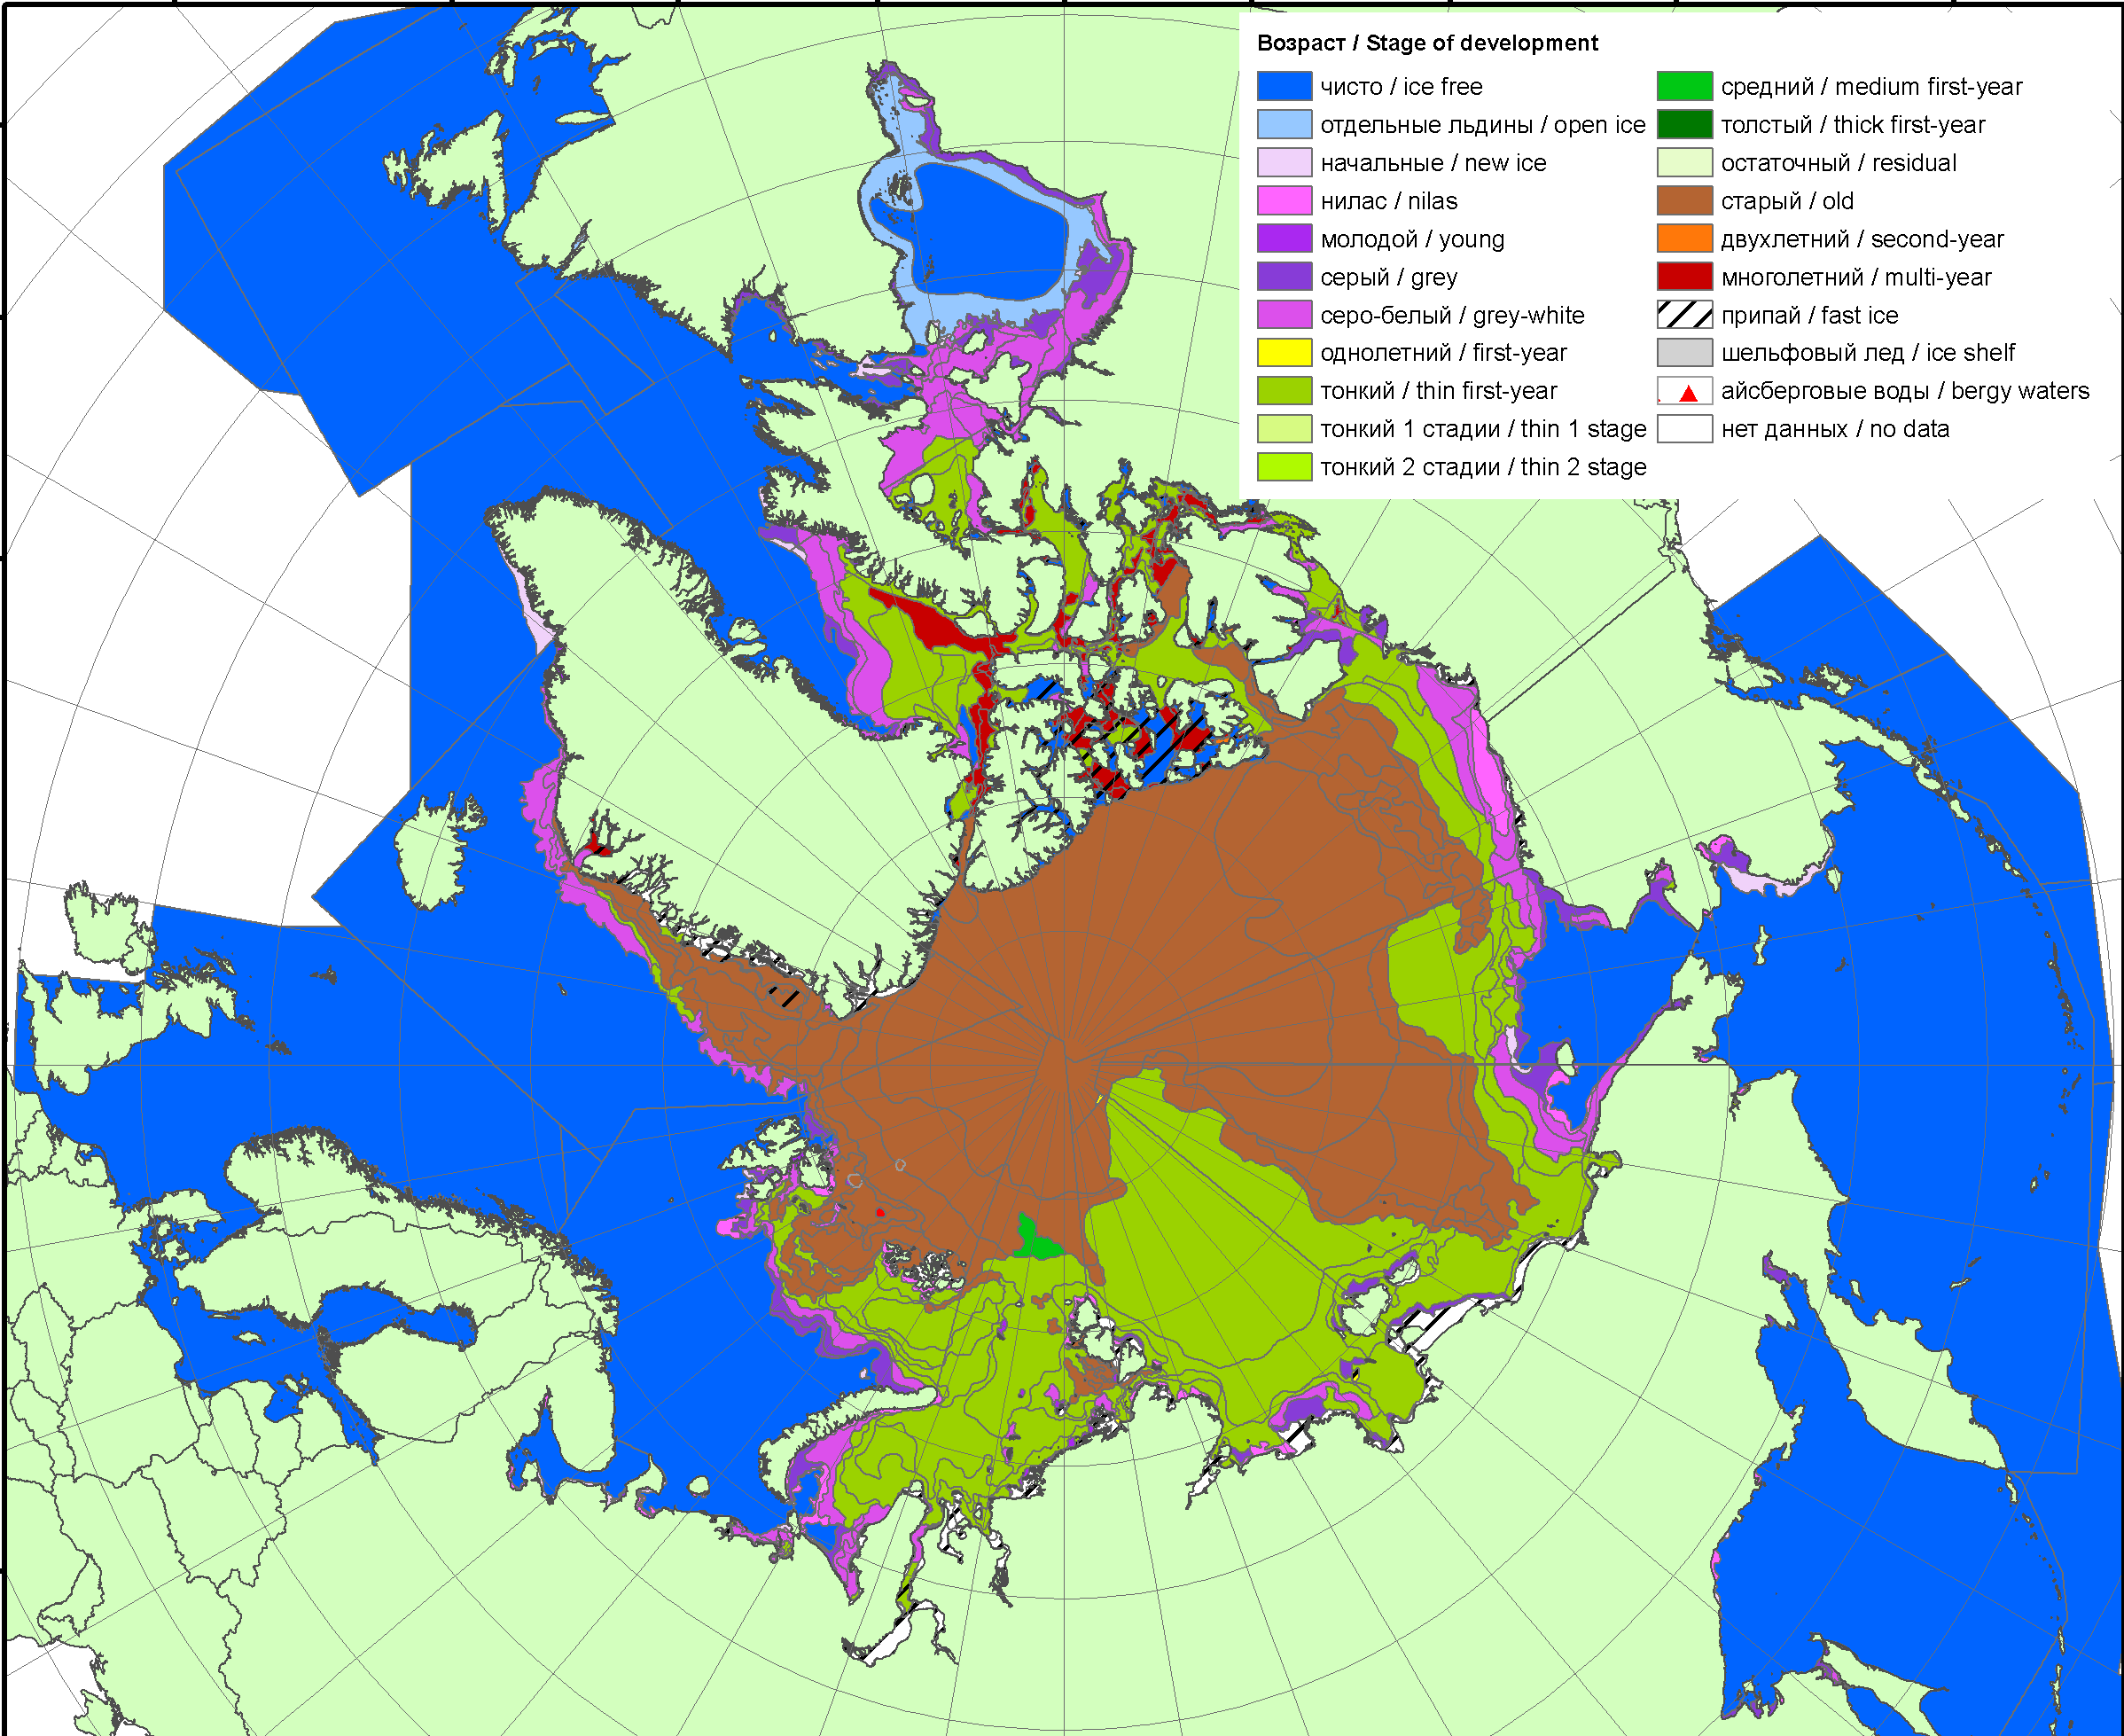 Возраст / Stage of development
чисто / ice free
отдельные льдины / open ice
начальные / new ice
нилас / nilas
молодой / young
серый / grey
серо-белый / grey-white
однолетний / first-year
тонкий / thin first-year
тонкий 1 стадии / thin 1 stage
тонкий 2 стадии / thin 2 stage
средний / medium first-year
толстый / thick first-year
остаточный / residual
старый / old
двухлетний / second-year
многолетний / multi-year
припай / fast ice
шельфовый лед / ice shelf
айсберговые воды / bergy waters
нет данных / no data